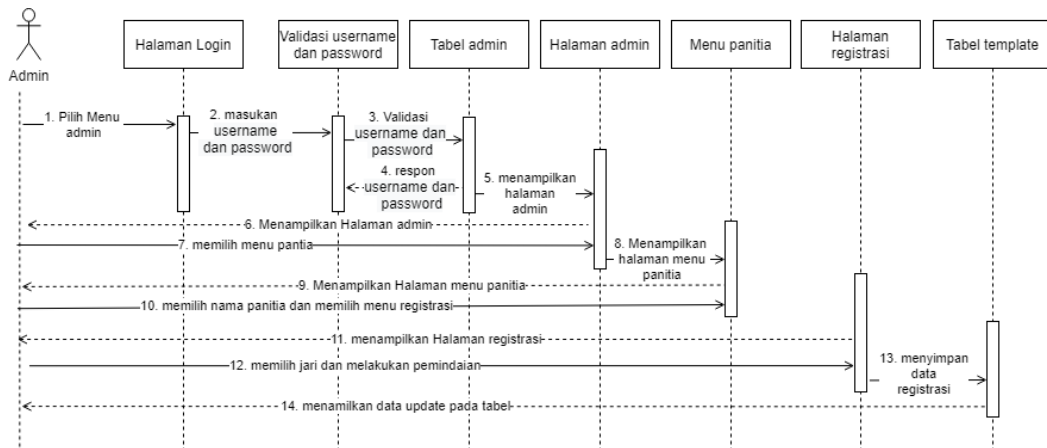 Admin
Halaman Login
Validasi username
dan password
Tabel admin
Halaman admin
Menu panitia
Halaman
registrasi
Tabel template
1. Pilih Menu
admin
2. masukan
username
dan password
3. Validasi
username dan
password
4. respon
username dan
password
5. menampilkan
halaman
admin
6. Menampilkan Halaman admin
7. memilih menu pantia
8. Menampilkan
halaman menu
panitia
9. Menampilkan Halaman menu panitia
10. memilih nama panitia dan memilih menu registrasi
11. menampilkan Halaman registrasi
12. memilih jari dan melakukan pemindaian
13. menyimpan
data
registrasi
14. menamilkan data update pada tabel